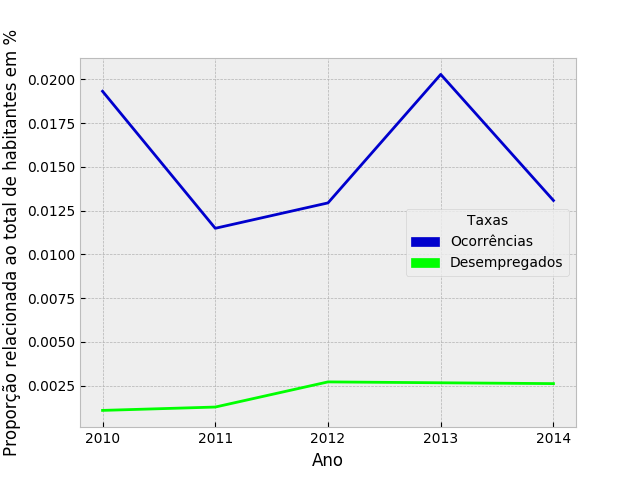 Proporção relacionada ao total de habitantes em %
0.0200
0.0175
0.0150
0.0125
0.0100
0.0075
0.0050
0.0025
Taxas
Ocorrências
Desempregados
2010 2011 2012 2013 2014
Ano